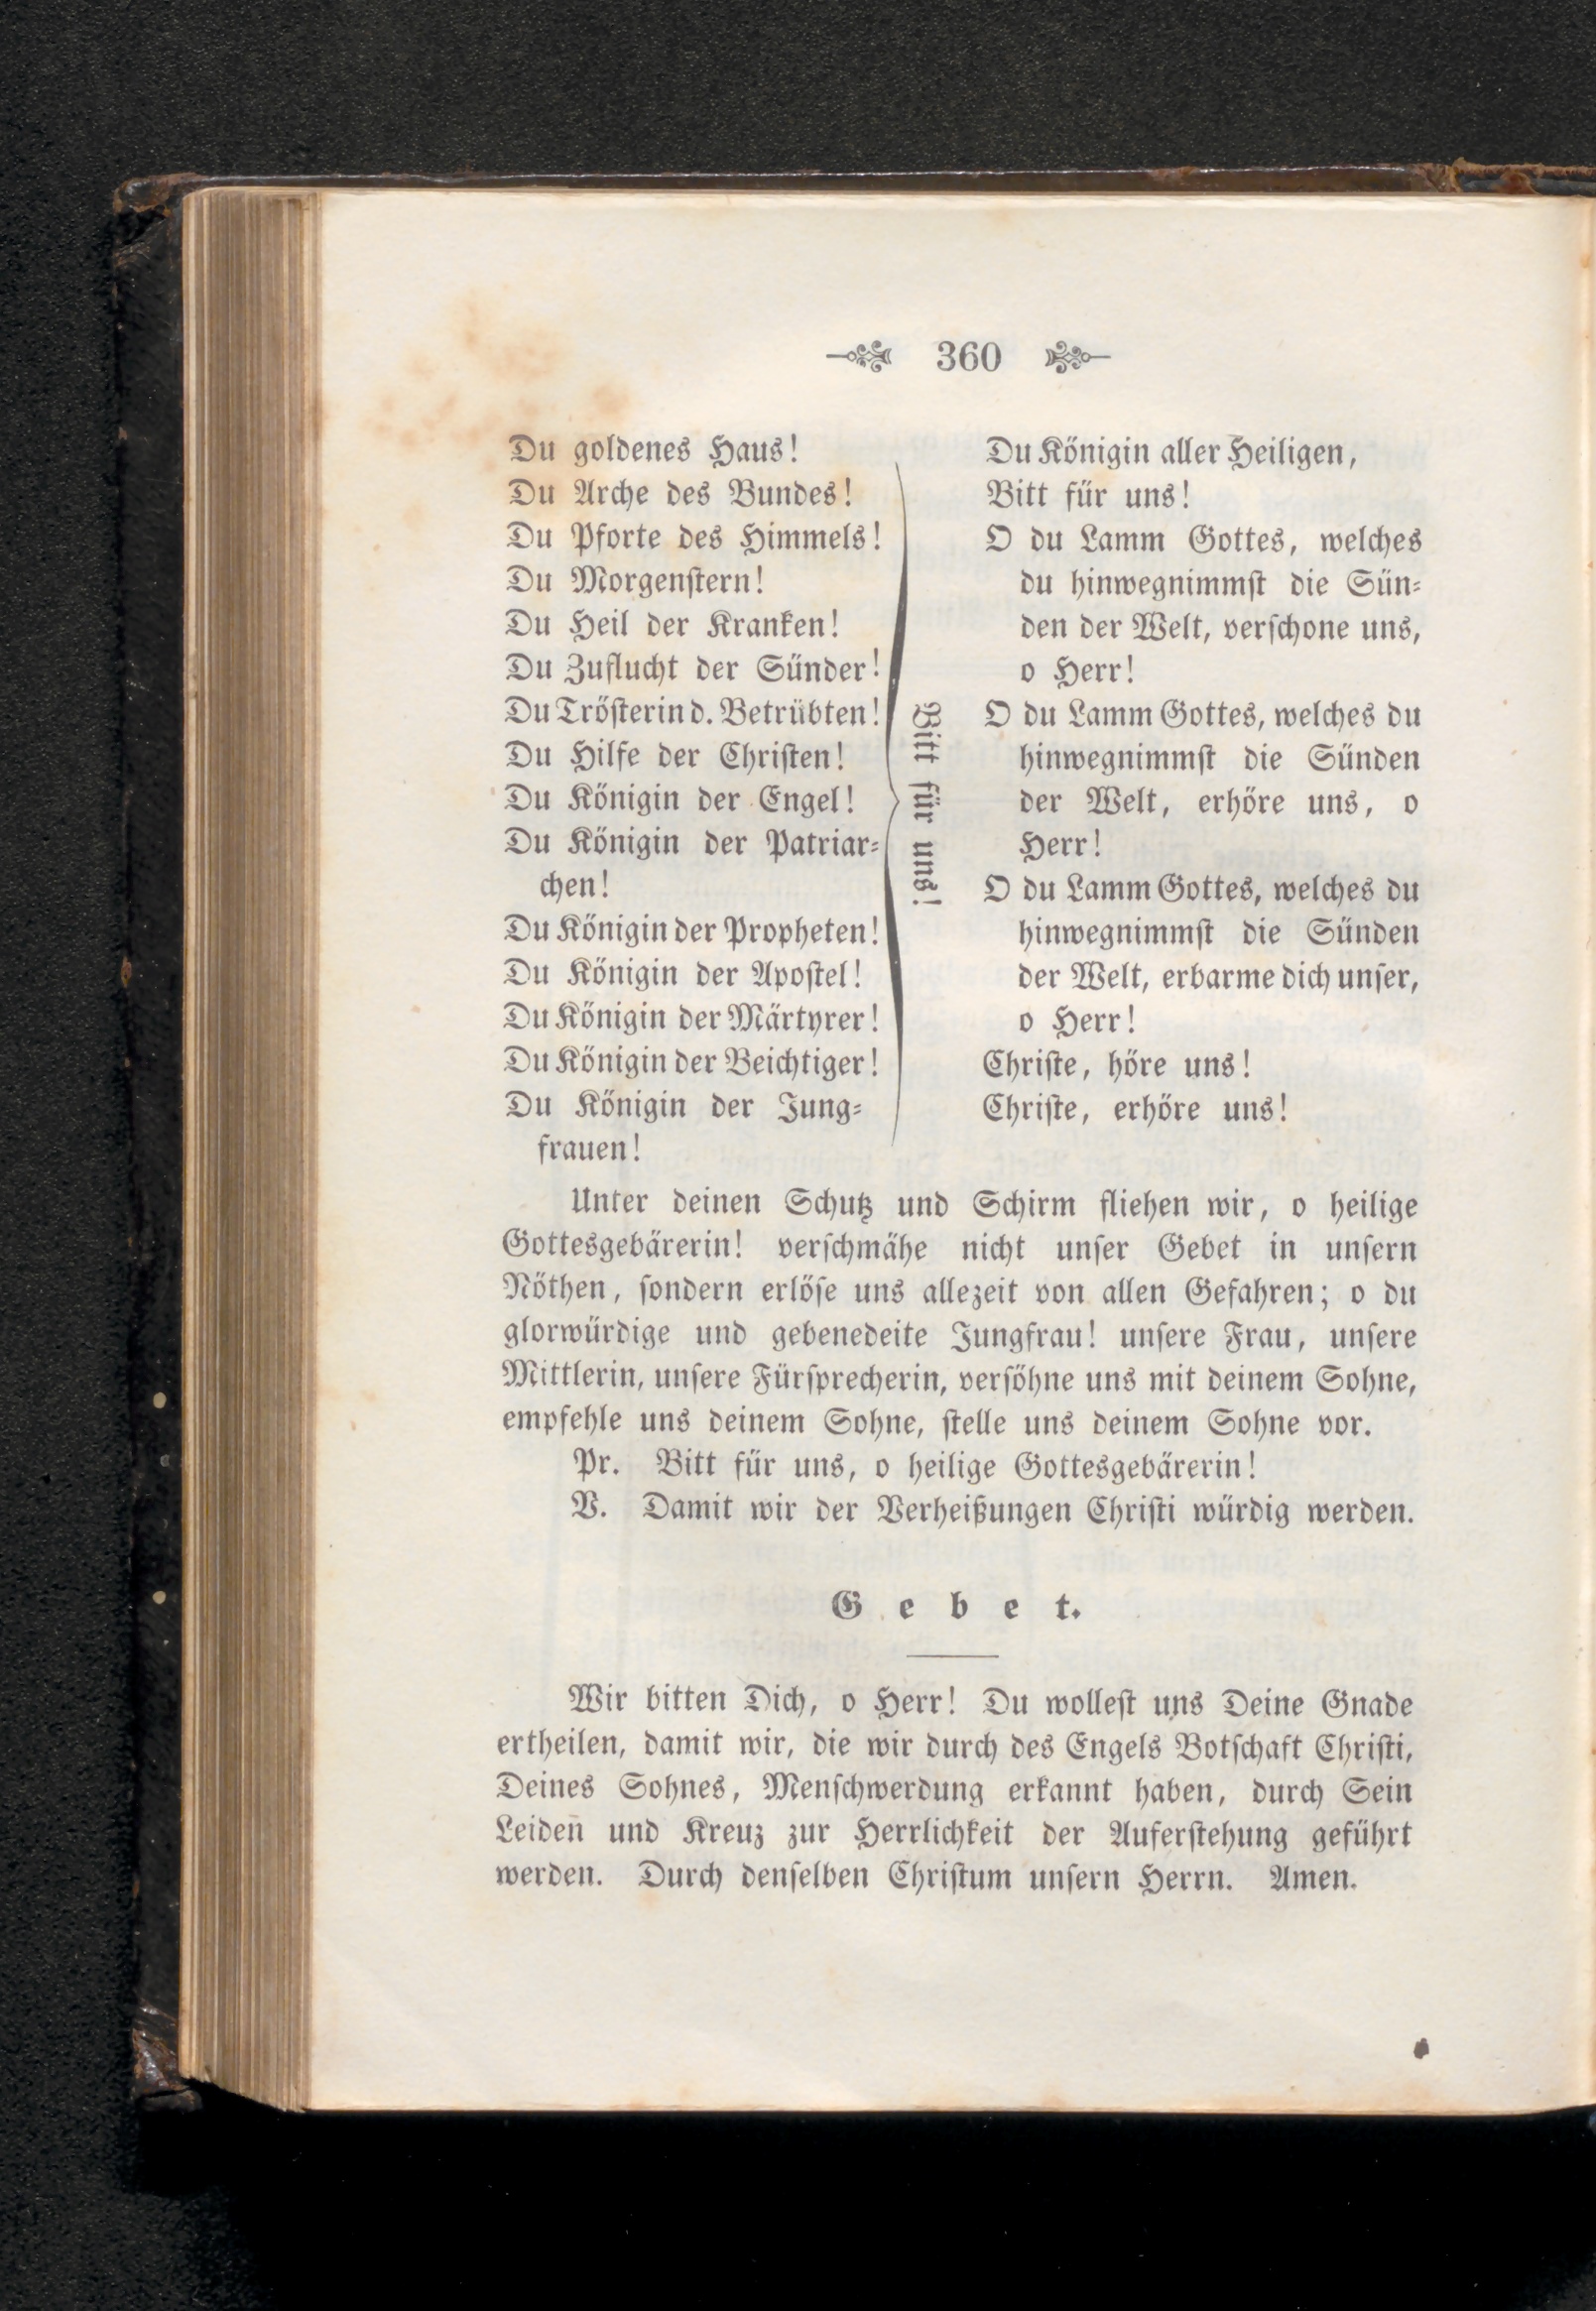 360
Du goldenes Haus!
Du Arche des Bundes!
Du Pforte des Himmels!
Du Morgenſtern!
Du Heil der Kranken!
Du Zuflucht der Sünder!
Du Tröſterin d. Betrübten!
Du Hilfe der Chriſten!
Du Königin der Engel!
Du Königin der Patriar⸗
chen!
Du Königin der Propheten!
Du Königin der Apoſtel!
Du Königin der Märtyrer!
Du Königin der Beichtiger!
Du Königin der Jung⸗
frauen!
Bitt für uns!
Du Königin aller Heiligen,
Bitt für uns!
O du Lamm Gottes, welches
du hinwegnimmſt die Sün⸗
den der Welt, verſchone uns,
o Herr!
O du Lamm Gottes, welches du
hinwegnimmſt die Sünden
der Welt, erhöre uns, o
Herr!
O du Lamm Gottes, welches du
hinwegnimmſt die Sünden
der Welt, erbarme dich unſer,
o Herr!
Chriſte, höre uns!
Chriſte, erhöre uns!
Unter deinen Schutz und Schirm fliehen wir, o heilige
Gottesgebärerin! verſchmähe nicht unſer Gebet in unſern
Nöthen, ſondern erlöſe uns allezeit von allen Gefahren; o du
glorwürdige und gebenedeite Jungfrau! unſere Frau, unſere
Mittlerin, unſere Fürſprecherin, verſöhne uns mit deinem Sohne,
empfehle uns deinem Sohne, ſtelle uns deinem Sohne vor.
Pr. Bitt für uns, o heilige Gottesgebärerin!
V. Damit wir der Verheißungen Chriſti würdig werden.
Gebet.
Wir bitten Dich, o Herr! Du wolleſt uns Deine Gnade
ertheilen, damit wir, die wir durch des Engels Botſchaft Chriſti,
Deines Sohnes, Menſchwerdung erkannt haben, durch Sein
Leiden und Kreuz zur Herrlichkeit der Auferſtehung geführt
werden. Durch denſelben Chriſtum unſern Herrn. Amen.